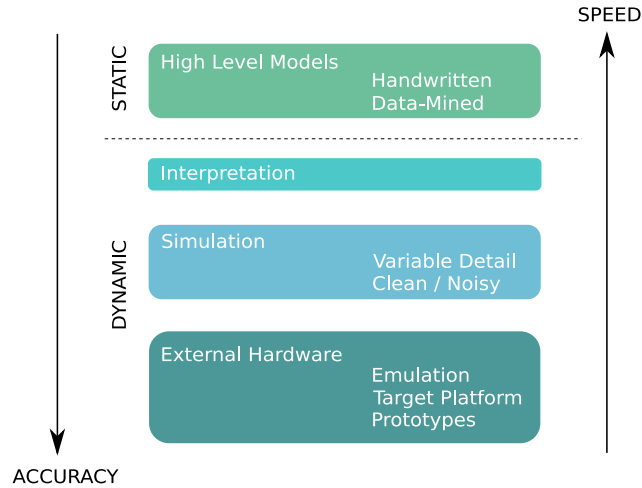 SPEED
STATIC
High Level Models
Handwritten
Data-Mined
Interpretation
DYNAMIC
Simulation
Variable Detail
Clean / Noisy
External Hardware
Emulation
Target Platform
Prototypes
ACCURACY